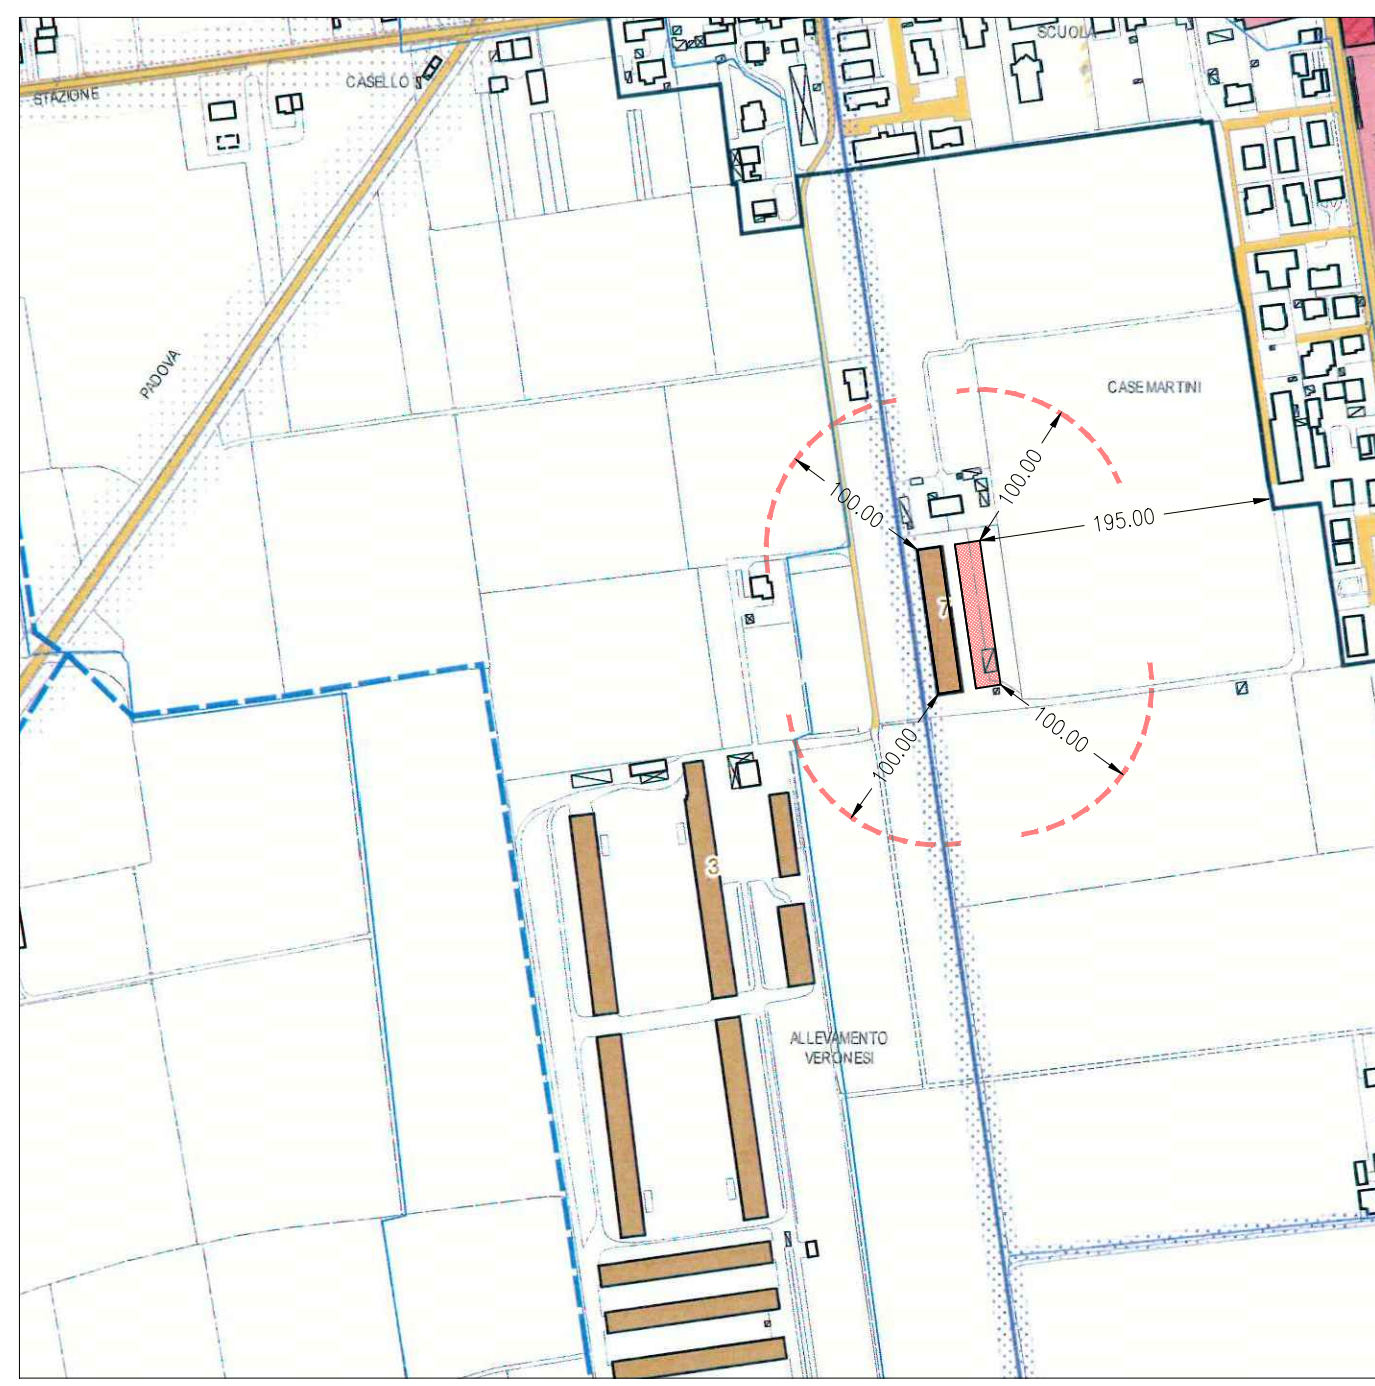 SCUOLA
CASELLO
STAZIONE
PADOVA
CASE MARTINI
100.00
100.00
195.00
7
100.00
100.00
3
ALLEVAMENTO
VERONESI